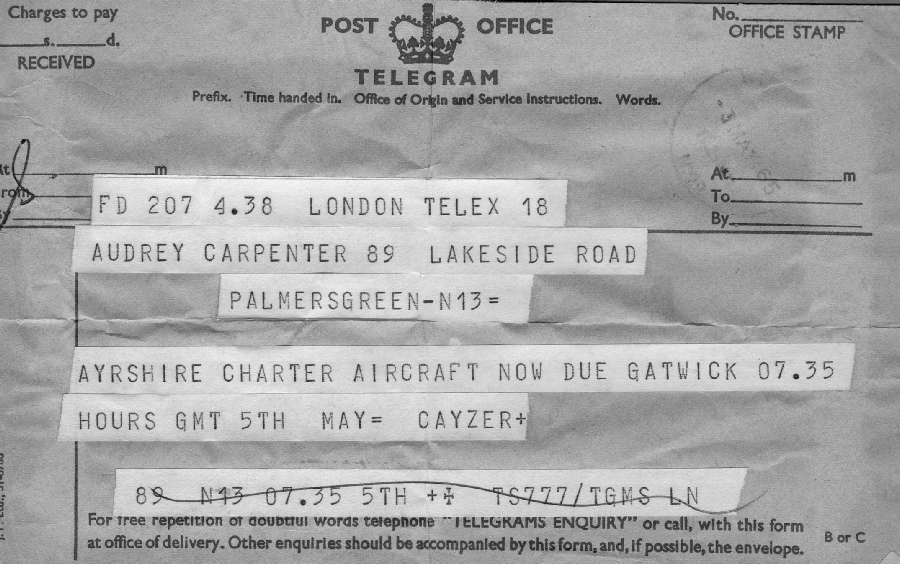 Charges to pay
s. d.
RECEIVED
POST OFFICE
TELEGRAM
Prefix. Time handed in. Office of Origin and Service Instructions. Words.
No.
OFFICE STAMP
At m
From
By
At m
To
By
FD 207 4.38 LONDON TELEX 18
AUDREY CARPENTER 89 LAKESIDE ROAD
PALMERSGREEN-N13=
AYRSHIRE CHARTER AIRCRAFT NOW DUE GATWICK 07.35
HOURS GMT 5TH MAY= CAYZER+
89 N13 07.35 5TH ++ TS777/TGMS LN
For free repetition of doubtful words telephone "TELEGRAMS ENQUIRY" or call, with this form
at office of delivery. Other enquiries should be accompanied by this form, and, if possible, the envelope.
B or C